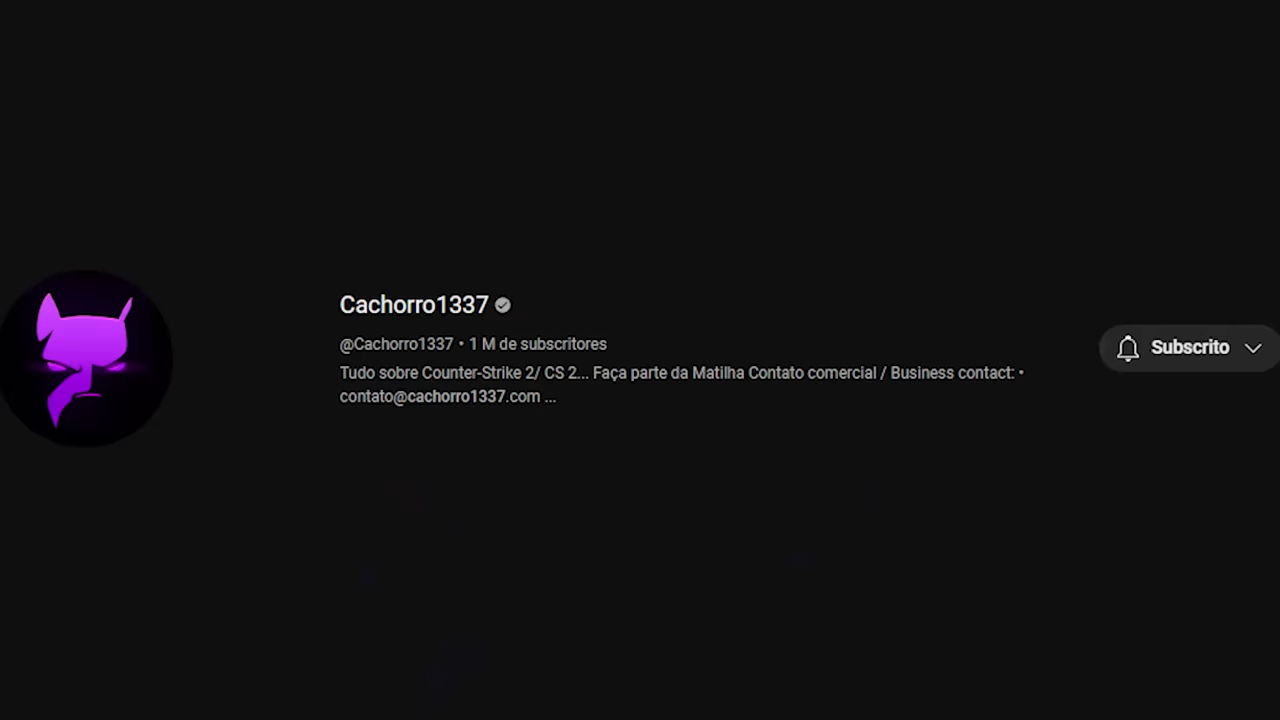 Cachorro1337
@Cachorro1337 • 1 M de subscritores
Tudo sobre Counter-Strike 2/ CS 2... Faça parte da Matilha Contato comercial / Business contact: •
contato@cachorro1337.com ...
Subscrito